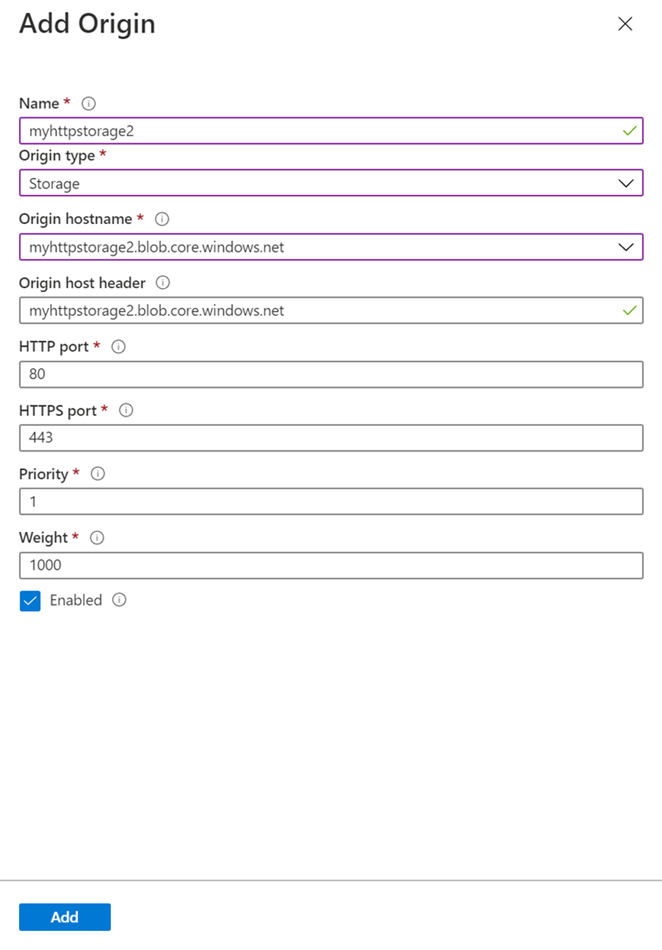 Add Origin
Name *
myhttpstorage2
Origin type *
Storage
Origin hostname *
myhttpstorage2.blob.core.windows.net
Origin host header
myhttpstorage2.blob.core.windows.net
HTTP port *
80
HTTPS port *
443
Priority *
1
Weight *
1000
Enabled
Add